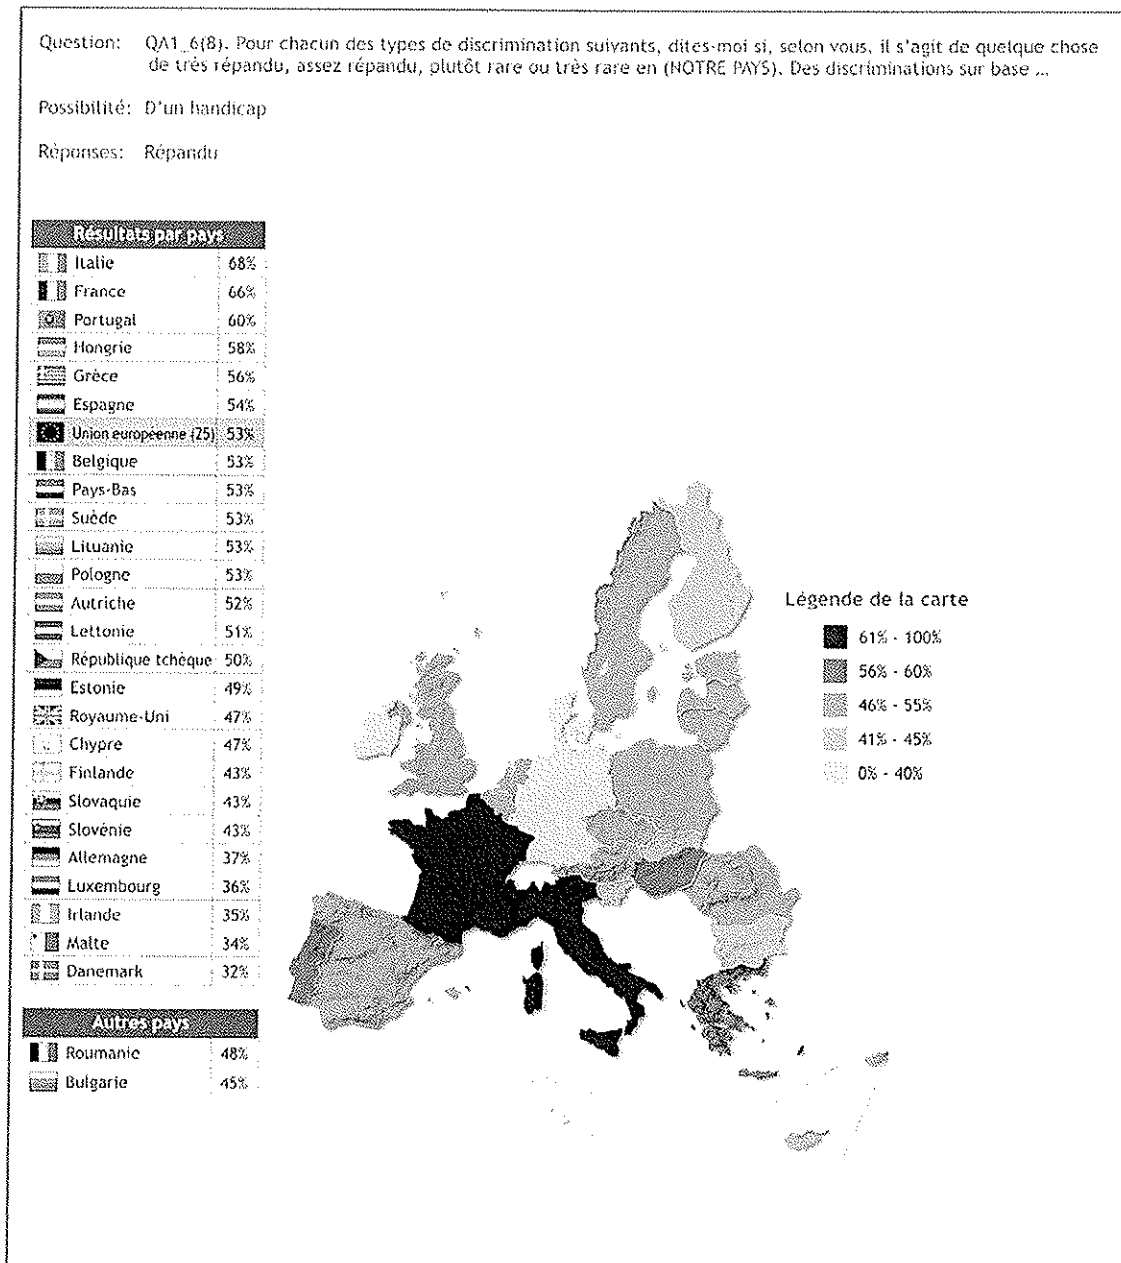 Question: QA1_6(8). Pour chacun des types de discrimination suivants, dites-moi si, selon vous, il s'agit de quelque chose
de très répandu, assez répandu, plutôt rare ou très rare en (NOTRE PAYS). Des discriminations sur base ...
Possibilité: D'un handicap
Réponses: Répandu
Résultats par pays
Italie 68%
France 66%
Portugal 60%
Hongrie 58%
Grèce 56%
Espagne 54%
Union européenne (25) 53%
Belgique 53%
Pays-Bas 53%
Suède 53%
Lituanie 53%
Pologne 53%
Autriche 52%
Lettonie 51%
République tchèque 50%
Estonie 49%
Royaume-Uni 47%
Chypre 47%
Finlande 43%
Slovaquie 43%
Slovénie 43%
Allemagne 37%
Luxembourg 36%
Irlande 35%
Malte 34%
Danemark 32%
Autres pays
Roumanie 48%
Bulgarie 45%
Légende de la carte
61% - 100%
56% - 60%
46% - 55%
41% - 45%
0% - 40%